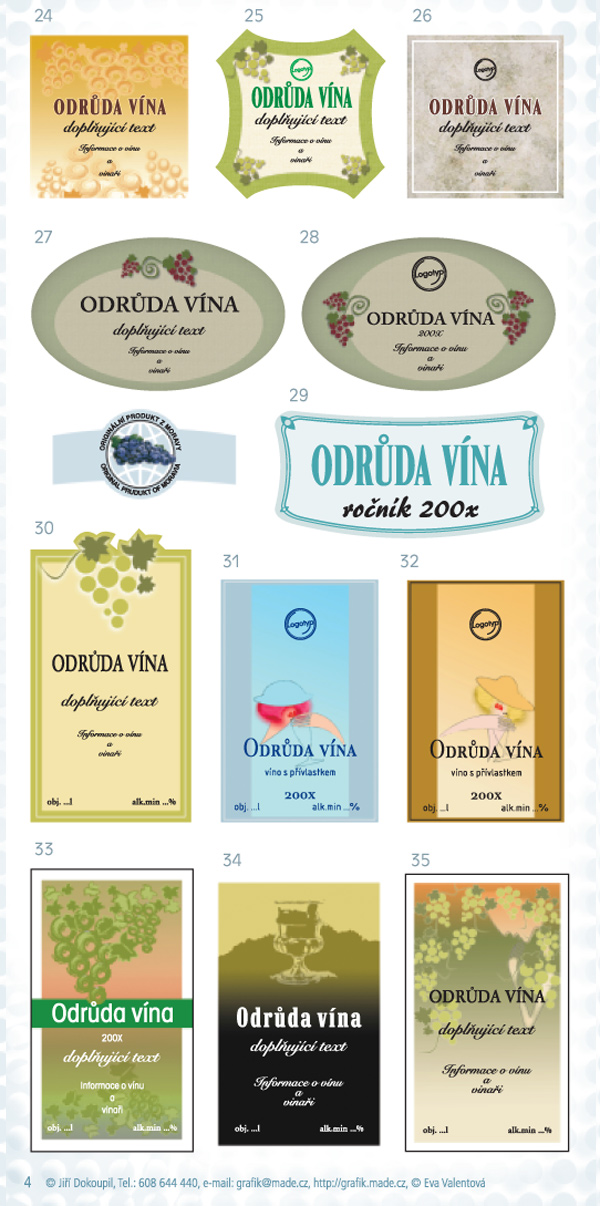 24
25
26
ODRŮDA VÍNA
doplňující text
Informace o vínu
a
vinaři
Logotyp
ODRŮDA VÍNA
doplňující text
Informace o vínu
a
vinaři
Logotyp
ODRŮDA VÍNA
doplňující text
Informace o vínu
a
vinaři
27
28
ODRŮDA VÍNA
doplňující text
Informace o vínu
a
vinaři
Logotyp
ODRŮDA VÍNA
200X
Informace o vínu
a
vinaři
29
ORIGINÁLNÍ PRODUKT Z MORAVY
ORIGINAL PRUDUKT OF MORAVIA
ODRŮDA VÍNA
ročník 200x
30
31
32
ODRŮDA VÍNA
doplňující text
Informace o vínu
a
vinaři
obj. ...l
alk.min ...%
Logotyp
ODRŮDA VÍNA
víno s přívlastkem
200X
obj. ...l
alk.min ...%
Logotyp
ODRŮDA VÍNA
víno s přívlastkem
200X
obj. ...l
alk.min ...%
33
34
35
Odrůda vína
200X
doplňující text
Informace o vínu
a
vinaři
obj. ...l
alk.min ...%
Odrůda vína
doplňující text
Informace o vínu
a
vinaři
obj. ...l
alk.min ...%
ODRŮDA VÍNA
doplňující text
Informace o vínu
a
vinaři
obj. ...l
alk.min ...%
4 © Jiří Dokoupil, Tel.: 608 644 440, e-mail: grafik@made.cz, http://grafik.made.cz, © Eva Valentová